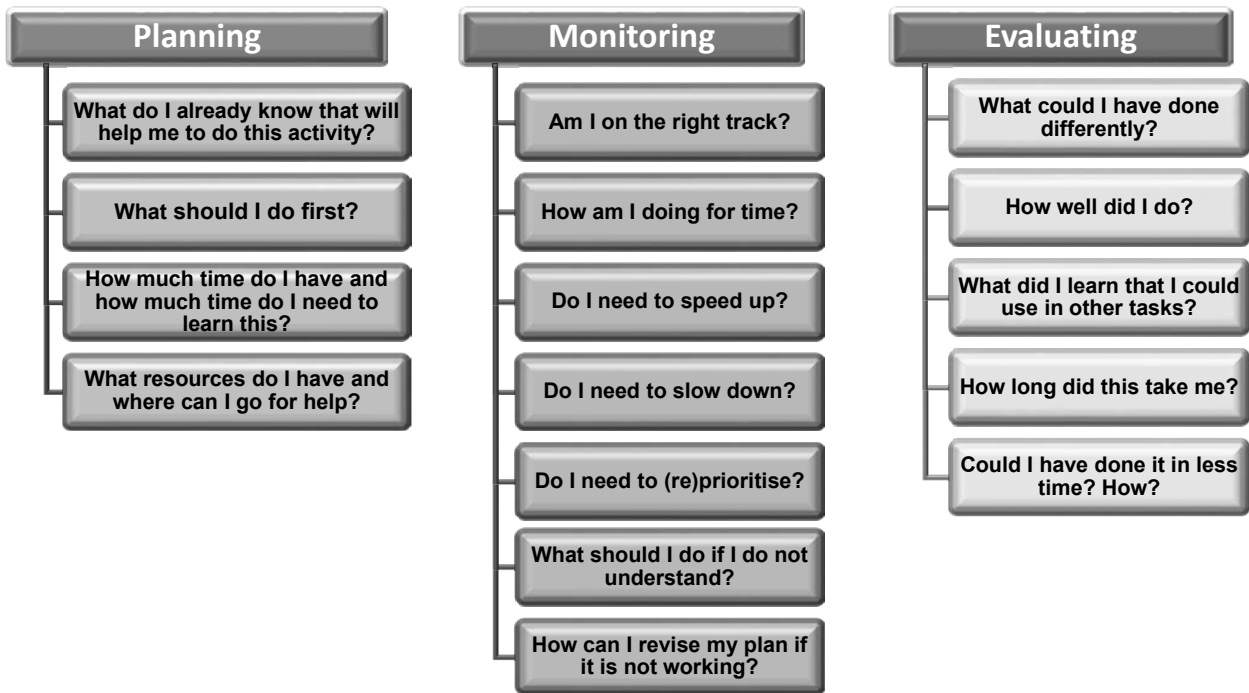 Planning
What do I already know that will
help me to do this activity?
What should I do first?
How much time do I have and
how much time do I need to
learn this?
What resources do I have and
where can I go for help?
Monitoring
Am I on the right track?
How am I doing for time?
Do I need to speed up?
Do I need to slow down?
Do I need to (re)prioritise?
What should I do if I do not
understand?
How can I revise my plan if
it is not working?
Evaluating
What could I have done
differently?
How well did I do?
What did I learn that I could
use in other tasks?
How long did this take me?
Could I have done it in less
time? How?